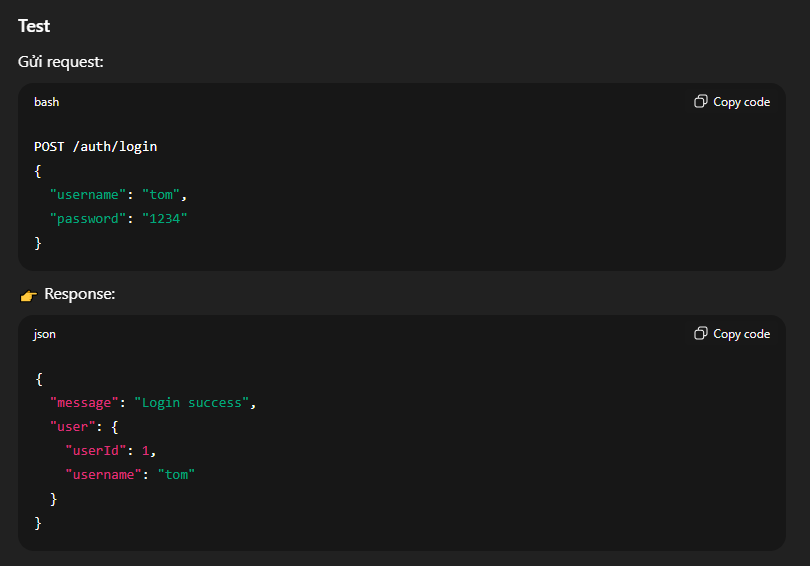 Test
Gửi request:
bash
Copy code
POST /auth/login
{
  "username": "tom",
  "password": "1234"
}
👉 Response:
json
Copy code
{
  "message": "Login success",
  "user": {
    "userId": 1,
    "username": "tom"
  }
}